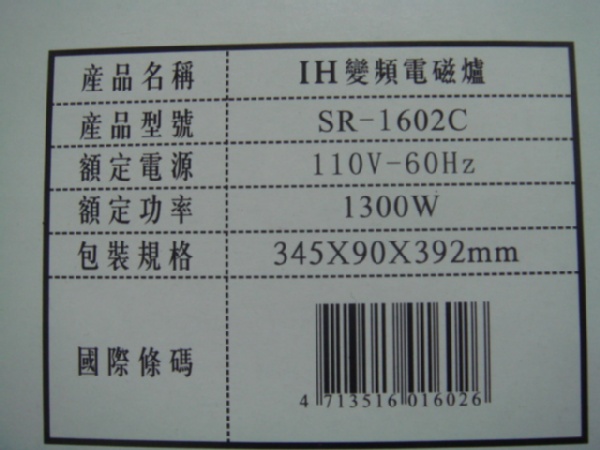 産品名稱 IH變頻電磁爐
産品型號 SR-1602C
額定電源 110V-60Hz
額定功率 1300W
包裝規格 345X90X392mm
國際條碼
4 713516 016026